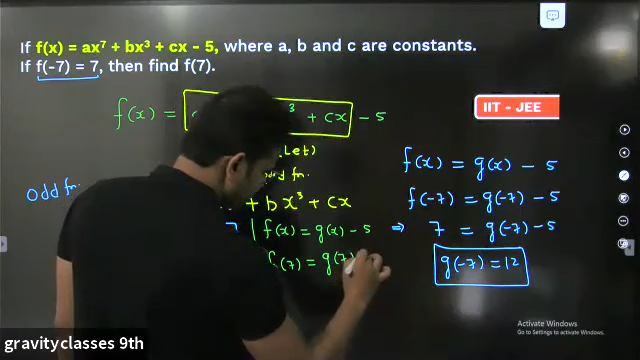 If f(x) = ax⁷ + bx³ + cx - 5, where a, b and c are constants.
If f(-7) = 7, then find f(7).
IIT - JEE
f(x) = ³ + cx - 5
Let)
Odd fn.
+ bx³ + cx
f(x) = g(x) - 5
f(7) = g(7)
f(x) = g(x) - 5
f(-7) = g(-7) - 5
⇒ 7 = g(-7) - 5
g(-7) = 12
Activate Windows
Go to Settings to activate Windows.
gravityclasses 9th